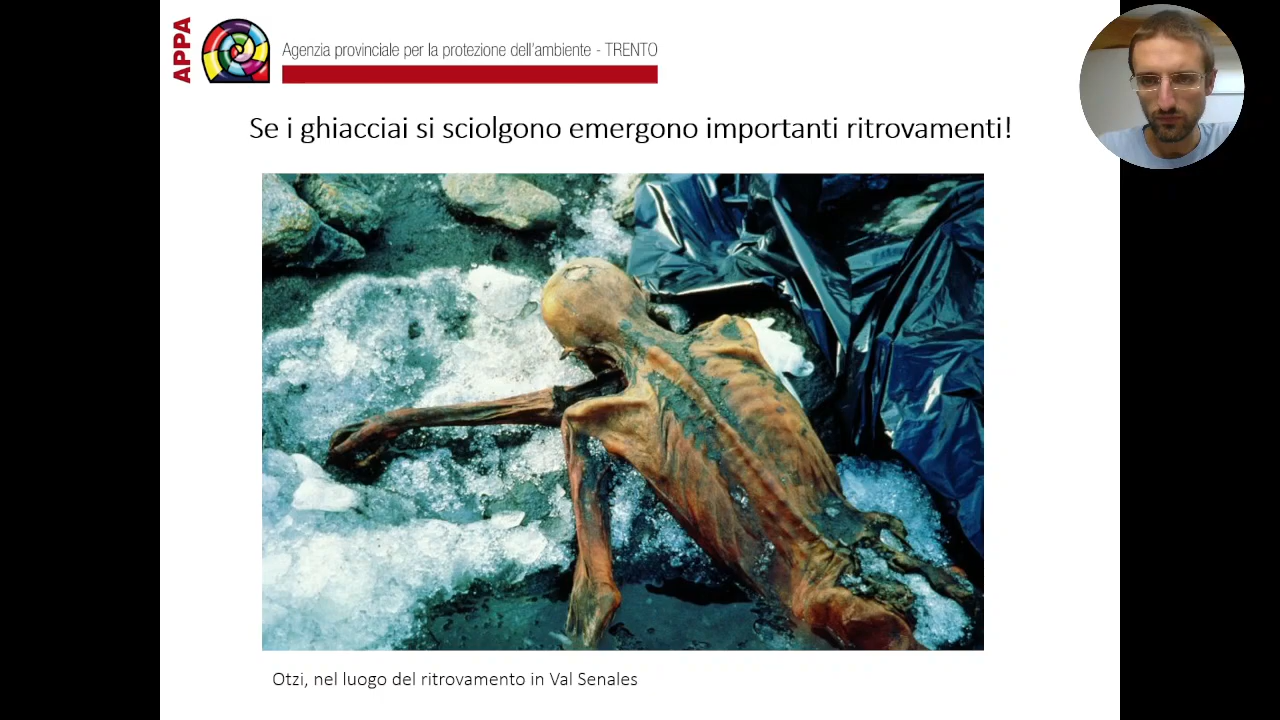 APPA
Agenzia provinciale per la protezione dell'ambiente - TRENTO
Se i ghiacciai si sciolgono emergono importanti ritrovamenti!
Otzi, nel luogo del ritrovamento in Val Senales